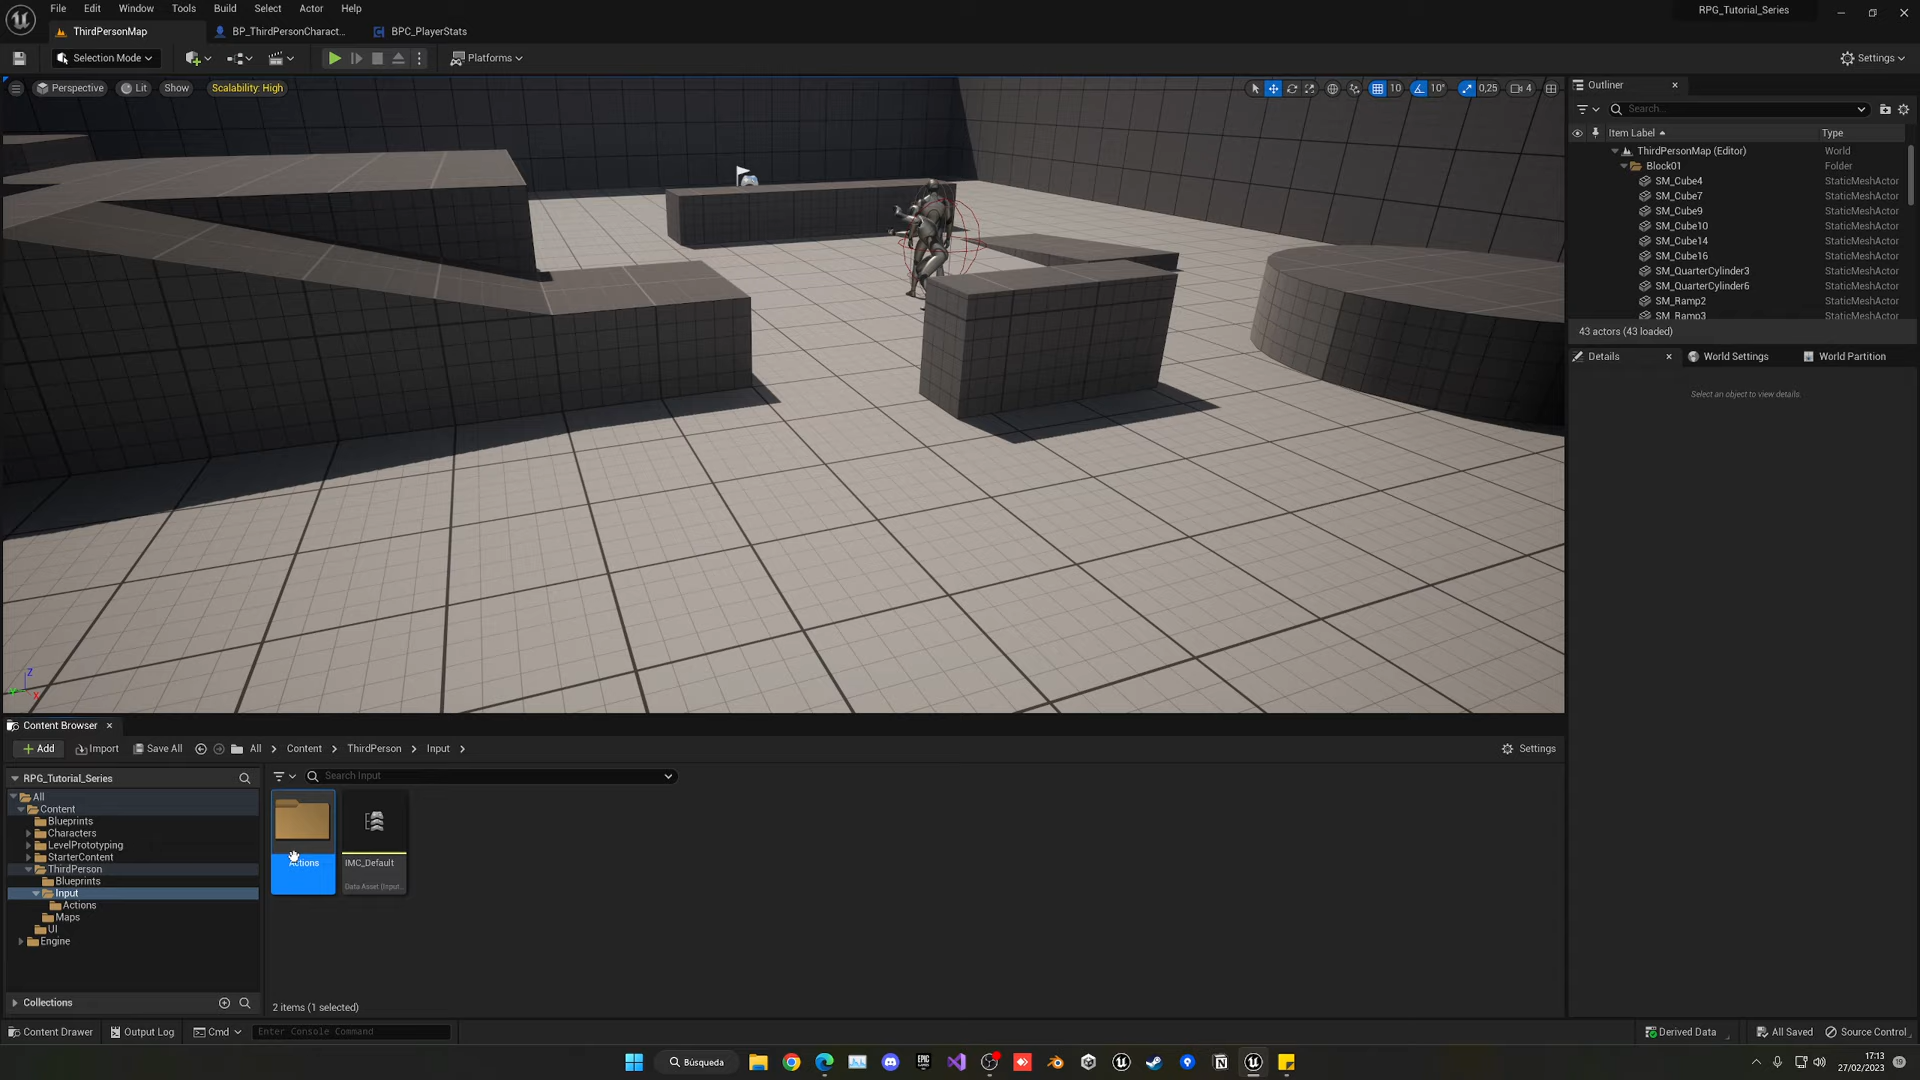 File Edit Window Tools Build Select Actor Help
RPG_Tutorial_Series
ThirdPersonMap
BP_ThirdPersonCharact...
BPC_PlayerStats
Selection Mode
Platforms
Settings
Perspective
Lit
Show
Scalability: High
10
10°
0,25
4
Outliner
Search...
Item Label
Type
ThirdPersonMap (Editor) World
Block01 Folder
SM_Cube4 StaticMeshActor
SM_Cube7 StaticMeshActor
SM_Cube9 StaticMeshActor
SM_Cube10 StaticMeshActor
SM_Cube14 StaticMeshActor
SM_Cube16 StaticMeshActor
SM_QuarterCylinder3 StaticMeshActor
SM_QuarterCylinder6 StaticMeshActor
SM_Ramp2 StaticMeshActor
SM_Ramp3 StaticMeshActor
43 actors (43 loaded)
Details
World Settings
World Partition
Select an object to view details.
Z
Y
X
Content Browser
Add
Import
Save All
All
Content
ThirdPerson
Input
Settings
RPG_Tutorial_Series
Search Input
All
Content
Blueprints
Characters
LevelPrototyping
StarterContent
ThirdPerson
Blueprints
Input
Actions
Maps
UI
Engine
Actions
IMC_Default
Data Asset (Input...
Collections
2 items (1 selected)
Content Drawer
Output Log
Cmd
Enter Console Command
Derived Data
All Saved
Source Control
Búsqueda
17:13
27/02/2023
19